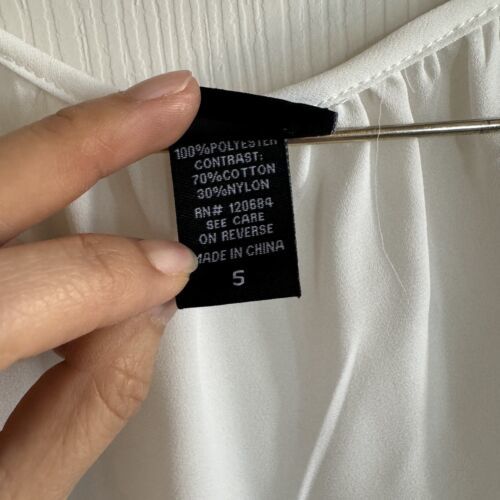 100%POLYESTER
CONTRAST:
70%COTTON
30%NYLON
RN# 120684
SEE CARE
ON REVERSE
MADE IN CHINA
S